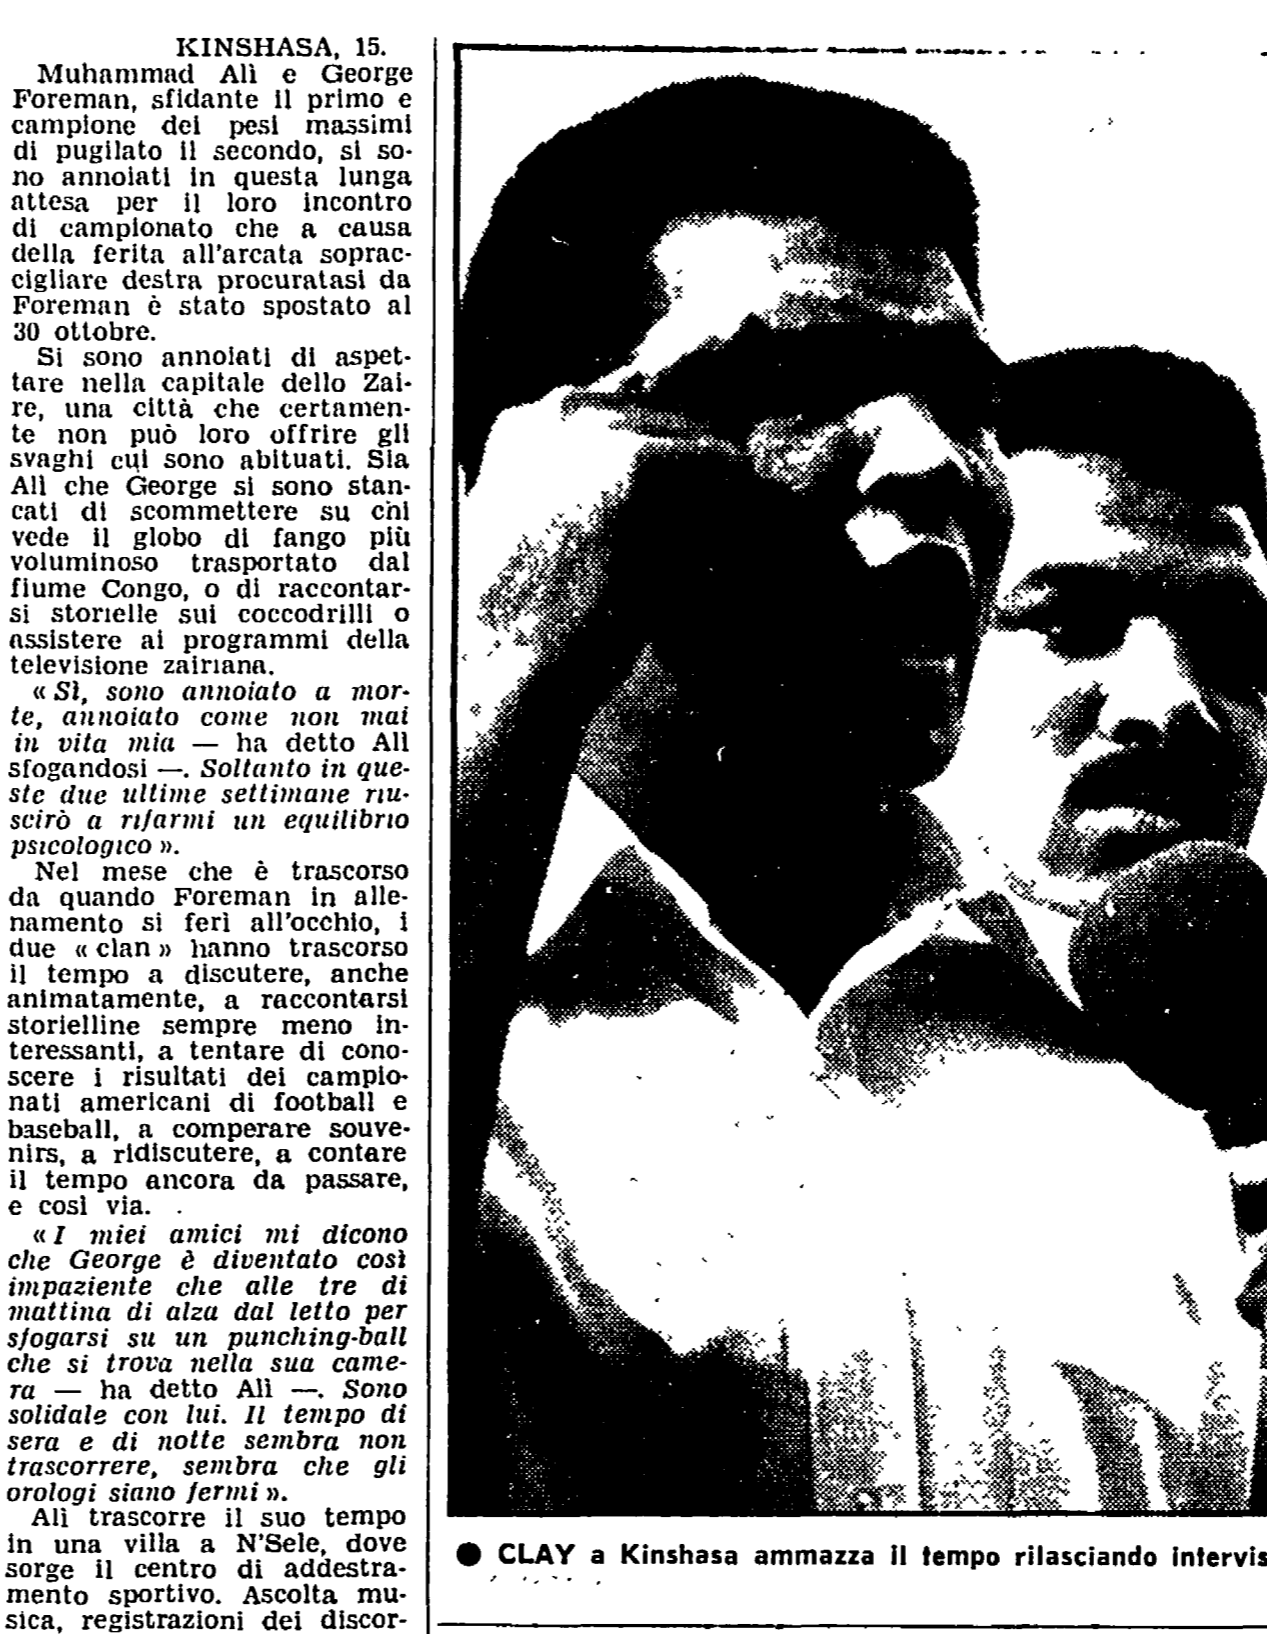 KINSHASA, 15.
Muhammad Alì e George
Foreman, sfidante il primo e
campione dei pesi massimi
di pugilato il secondo, si so-
no annoiati in questa lunga
attesa per il loro incontro
di campionato che a causa
della ferita all'arcata soprac-
cigliare destra procuratasi da
Foreman è stato spostato al
30 ottobre.
Si sono annoiati di aspet-
tare nella capitale dello Zai-
re, una città che certamen-
te non può loro offrire gli
svaghi cui sono abituati. Sia
Alì che George si sono stan-
cati di scommettere su chi
vede il globo di fango più
voluminoso trasportato dal
fiume Congo, o di raccontar-
si storielle sui coccodrilli o
assistere ai programmi della
televisione zairiana.
« Sì, sono annoiato a mor-
te, annoiato come non mai
in vita mia — ha detto Alì
sfogandosi —. Soltanto in que-
ste due ultime settimane riu-
scirò a rifarmi un equilibrio
psicologico ».
Nel mese che è trascorso
da quando Foreman in alle-
namento si ferì all'occhio, i
due « clan » hanno trascorso
il tempo a discutere, anche
animatamente, a raccontarsi
storielline sempre meno in-
teressanti, a tentare di cono-
scere i risultati dei campio-
nati americani di football e
baseball, a comperare souve-
nirs, a ridiscutere, a contare
il tempo ancora da passare,
e così via.
« I miei amici mi dicono
che George è diventato così
impaziente che alle tre di
mattina di alza dal letto per
sfogarsi su un punching-ball
che si trova nella sua came-
ra — ha detto Alì —. Sono
solidale con lui. Il tempo di
sera e di notte sembra non
trascorrere, sembra che gli
orologi siano fermi ».
Alì trascorre il suo tempo
in una villa a N'Sele, dove
sorge il centro di addestra-
mento sportivo. Ascolta mu-
sica, registrazioni dei discor-
● CLAY a Kinshasa ammazza il tempo rilasciando intervis